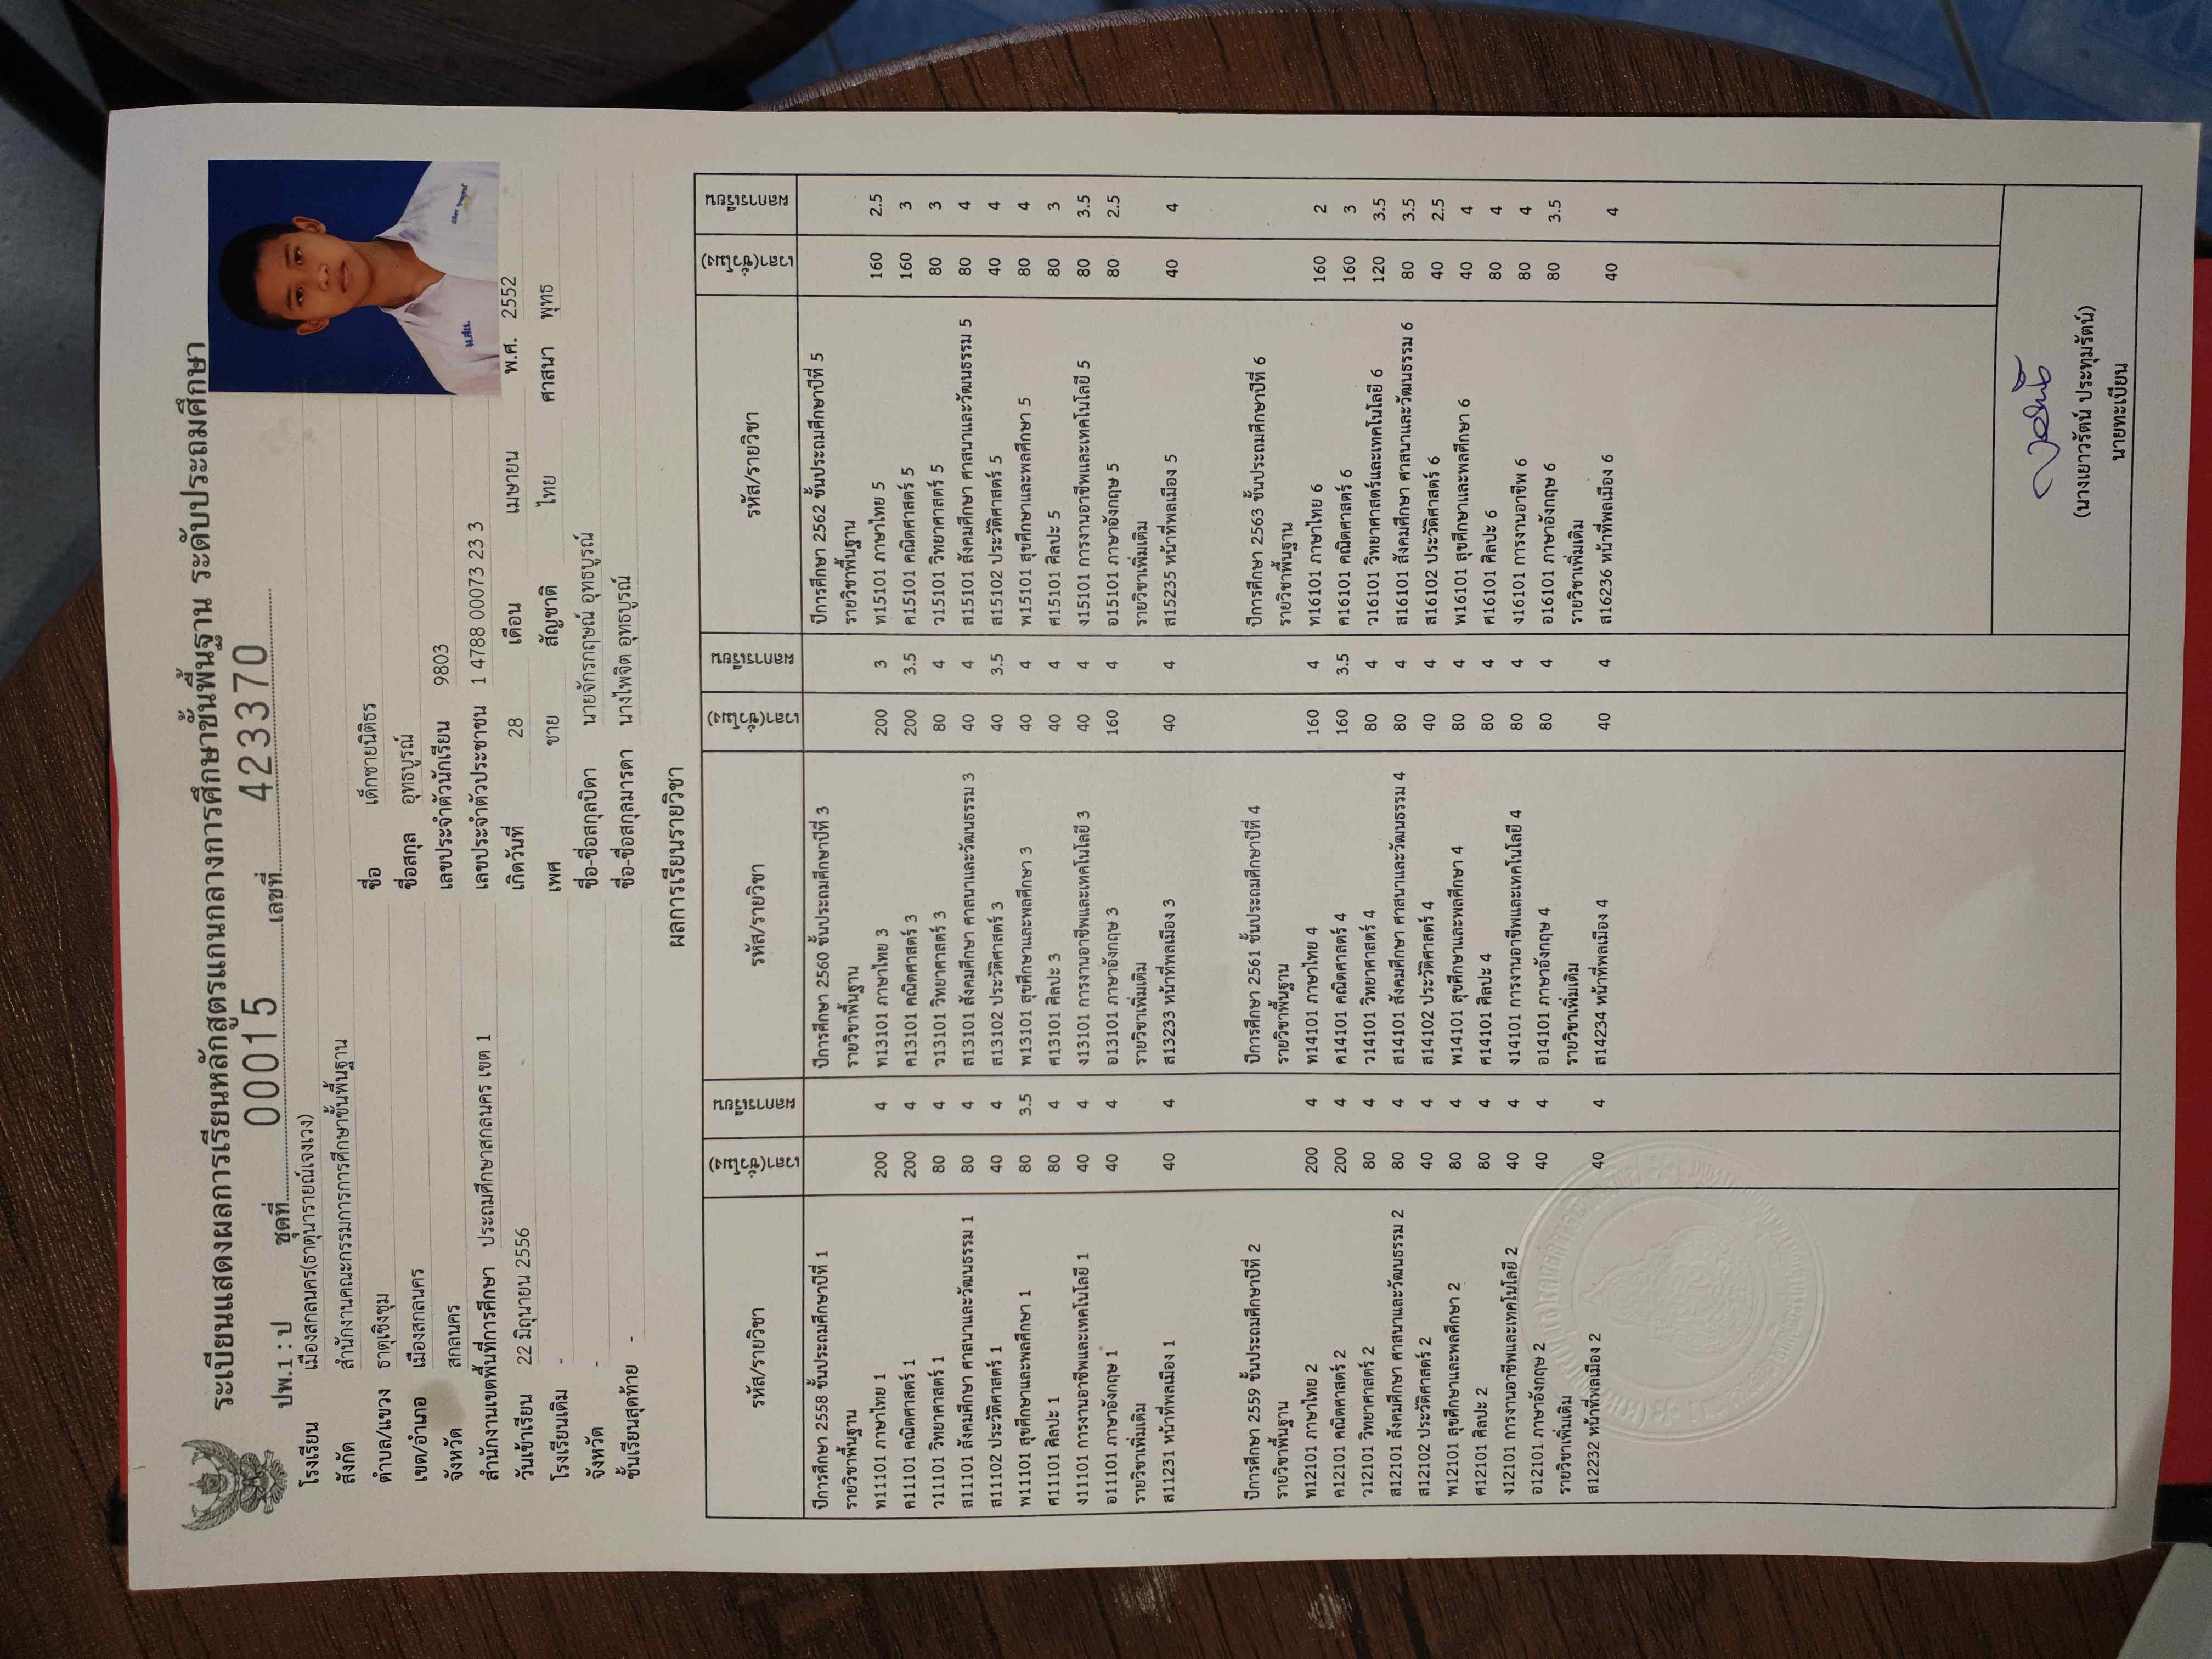 ระเบียนแสดงผลการเรียนหลักสูตรแกนกลางการศึกษาขั้นพื้นฐาน ระดับประถมศึกษา
ปพ.1 : ป ชุดที่ 00015 เลขที่ 423370
โรงเรียน เมืองสกลนคร(ธาตุนารายณ์เจงเวง)
สังกัด สำนักงานคณะกรรมการการศึกษาขั้นพื้นฐาน
ตำบล/แขวง ธาตุเชิงชุม
เขต/อำเภอ เมืองสกลนคร
จังหวัด สกลนคร
สำนักงานเขตพื้นที่การศึกษา ประถมศึกษาสกลนคร เขต 1
วันเข้าเรียน 22 มิถุนายน 2556
โรงเรียนเดิม -
จังหวัด -
ชั้นเรียนสุดท้าย -
ชื่อ เด็กชายนิติธร
ชื่อสกุล อุทธบูรณ์
เลขประจำตัวนักเรียน 9803
เลขประจำตัวประชาชน 1 4788 00073 23 3
เกิดวันที่ 28 เดือน เมษายน พ.ศ. 2552
เพศ ชาย สัญชาติ ไทย ศาสนา พุทธ
ชื่อ-ชื่อสกุลบิดา นายจักรกฤษณ์ อุทธบูรณ์
ชื่อ-ชื่อสกุลมารดา นางไพจิต อุทธบูรณ์
ผลการเรียนรายวิชา
รหัส/รายวิชา เวลา(ชั่วโมง) ผลการเรียน
ปีการศึกษา 2558 ชั้นประถมศึกษาปีที่ 1
รายวิชาพื้นฐาน
ท11101 ภาษาไทย 1 200 4
ค11101 คณิตศาสตร์ 1 200 4
ว11101 วิทยาศาสตร์ 1 80 4
ส11101 สังคมศึกษา ศาสนาและวัฒนธรรม 1 80 4
ส11102 ประวัติศาสตร์ 1 40 4
พ11101 สุขศึกษาและพลศึกษา 1 80 3.5
ศ11101 ศิลปะ 1 80 4
ง11101 การงานอาชีพและเทคโนโลยี 1 40 4
อ11101 ภาษาอังกฤษ 1 40 4
รายวิชาเพิ่มเติม
ส11231 หน้าที่พลเมือง 1 40 4
ปีการศึกษา 2559 ชั้นประถมศึกษาปีที่ 2
รายวิชาพื้นฐาน
ท12101 ภาษาไทย 2 200 4
ค12101 คณิตศาสตร์ 2 200 4
ว12101 วิทยาศาสตร์ 2 80 4
ส12101 สังคมศึกษา ศาสนาและวัฒนธรรม 2 80 4
ส12102 ประวัติศาสตร์ 2 40 4
พ12101 สุขศึกษาและพลศึกษา 2 80 4
ศ12101 ศิลปะ 2 80 4
ง12101 การงานอาชีพและเทคโนโลยี 2 40 4
อ12101 ภาษาอังกฤษ 2 40 4
รายวิชาเพิ่มเติม
ส12232 หน้าที่พลเมือง 2 40 4
รหัส/รายวิชา เวลา(ชั่วโมง) ผลการเรียน
ปีการศึกษา 2560 ชั้นประถมศึกษาปีที่ 3
รายวิชาพื้นฐาน
ท13101 ภาษาไทย 3 200 3
ค13101 คณิตศาสตร์ 3 200 3.5
ว13101 วิทยาศาสตร์ 3 80 4
ส13101 สังคมศึกษา ศาสนาและวัฒนธรรม 3 40 4
ส13102 ประวัติศาสตร์ 3 40 3.5
พ13101 สุขศึกษาและพลศึกษา 3 40 4
ศ13101 ศิลปะ 3 40 4
ง13101 การงานอาชีพและเทคโนโลยี 3 40 4
อ13101 ภาษาอังกฤษ 3 160 4
รายวิชาเพิ่มเติม
ส13233 หน้าที่พลเมือง 3 40 4
ปีการศึกษา 2561 ชั้นประถมศึกษาปีที่ 4
รายวิชาพื้นฐาน
ท14101 ภาษาไทย 4 160 4
ค14101 คณิตศาสตร์ 4 160 3.5
ว14101 วิทยาศาสตร์ 4 80 4
ส14101 สังคมศึกษา ศาสนาและวัฒนธรรม 4 80 4
ส14102 ประวัติศาสตร์ 4 40 4
พ14101 สุขศึกษาและพลศึกษา 4 80 4
ศ14101 ศิลปะ 4 80 4
ง14101 การงานอาชีพและเทคโนโลยี 4 80 4
อ14101 ภาษาอังกฤษ 4 80 4
รายวิชาเพิ่มเติม
ส14234 หน้าที่พลเมือง 4 40 4
รหัส/รายวิชา เวลา(ชั่วโมง) ผลการเรียน
ปีการศึกษา 2562 ชั้นประถมศึกษาปีที่ 5
รายวิชาพื้นฐาน
ท15101 ภาษาไทย 5 160 2.5
ค15101 คณิตศาสตร์ 5 160 3
ว15101 วิทยาศาสตร์ 5 80 3
ส15101 สังคมศึกษา ศาสนาและวัฒนธรรม 5 80 4
ส15102 ประวัติศาสตร์ 5 40 4
พ15101 สุขศึกษาและพลศึกษา 5 80 4
ศ15101 ศิลปะ 5 80 3
ง15101 การงานอาชีพและเทคโนโลยี 5 80 3.5
อ15101 ภาษาอังกฤษ 5 80 2.5
รายวิชาเพิ่มเติม
ส15235 หน้าที่พลเมือง 5 40 4
ปีการศึกษา 2563 ชั้นประถมศึกษาปีที่ 6
รายวิชาพื้นฐาน
ท16101 ภาษาไทย 6 160 2
ค16101 คณิตศาสตร์ 6 160 3
ว16101 วิทยาศาสตร์และเทคโนโลยี 6 120 3.5
ส16101 สังคมศึกษา ศาสนาและวัฒนธรรม 6 80 3.5
ส16102 ประวัติศาสตร์ 6 40 2.5
พ16101 สุขศึกษาและพลศึกษา 6 40 4
ศ16101 ศิลปะ 6 80 4
ง16101 การงานอาชีพ 6 80 4
อ16101 ภาษาอังกฤษ 6 80 3.5
รายวิชาเพิ่มเติม
ส16236 หน้าที่พลเมือง 6 40 4
(นางเยาวรัตน์ ประทุมรัตน์)
นายทะเบียน